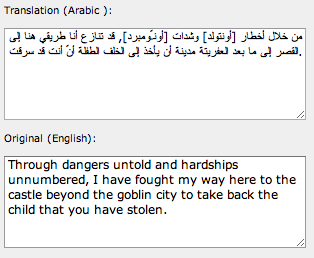 Translation (Arabic ):
من خلال أخطار [أونتولد] وشدات [أونّومبرد], قد تنازع أنا طريقي هنا إلى
القصر إلى ما بعد العفريتة مدينة أن يأخذ إلى الخلف الطفلة أنّ أنت قد سرقت.
Original (English):
Through dangers untold and hardships
unnumbered, I have fought my way here to the
castle beyond the goblin city to take back the
child that you have stolen.